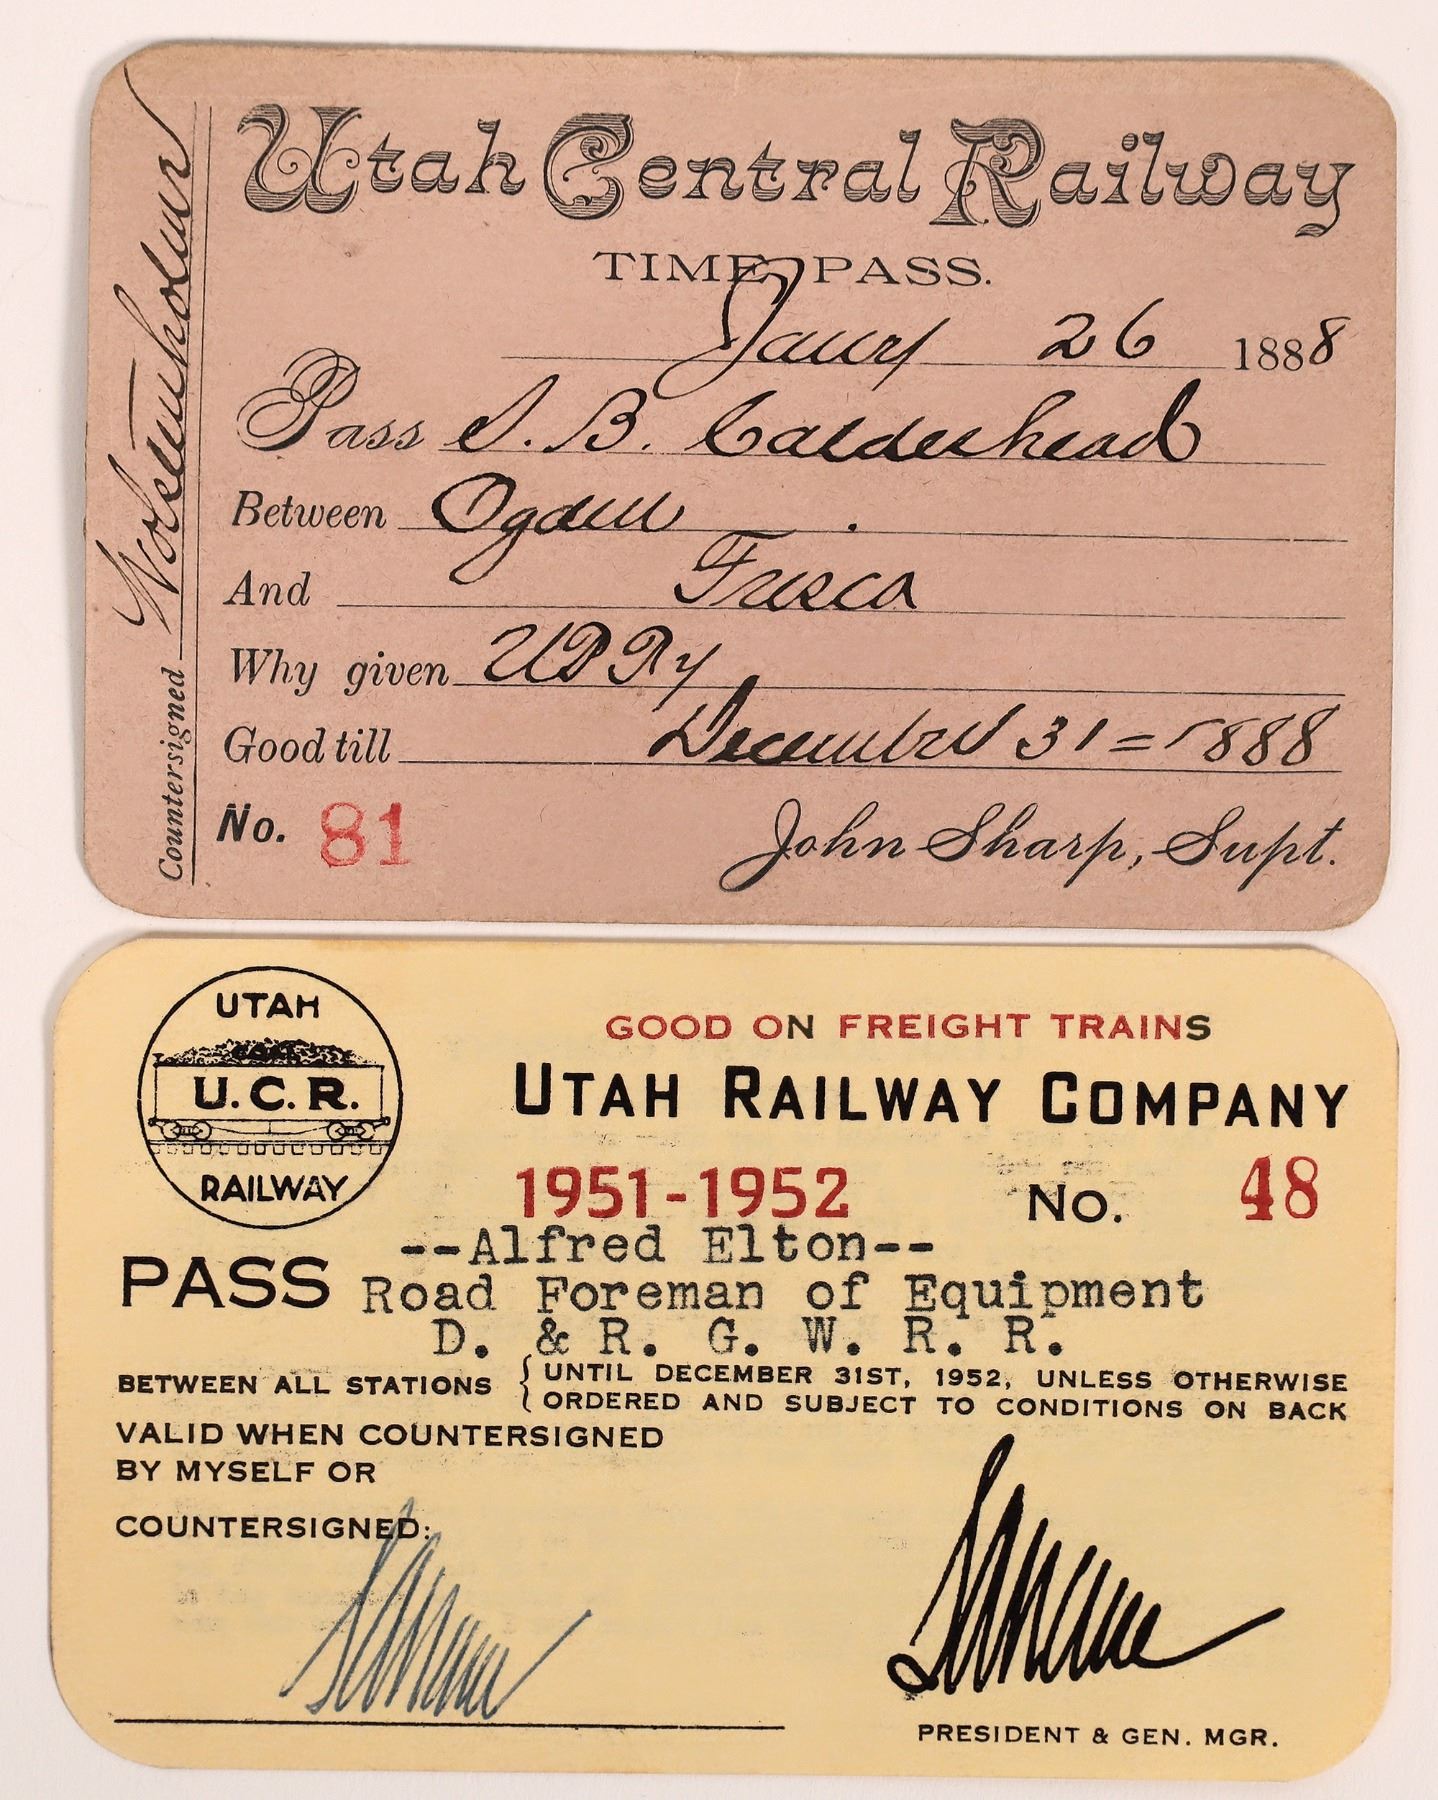 Utah Central Railway
TIME PASS.
Jany 26 1888
Pass S. B. Calderhead
Between Ogden
And Frisco
Why given UP Ry
Good till December 31 = 1888
No. 81
John Sharp, Supt.
Countersigned
UTAH
COAL
U.C.R.
RAILWAY
GOOD ON FREIGHT TRAINS
UTAH RAILWAY COMPANY
1951-1952 No. 48
--Alfred Elton--
PASS Road Foreman of Equipment
D. & R. G. W. R. R.
BETWEEN ALL STATIONS { UNTIL DECEMBER 31ST, 1952, UNLESS OTHERWISE
ORDERED AND SUBJECT TO CONDITIONS ON BACK
VALID WHEN COUNTERSIGNED
BY MYSELF OR
COUNTERSIGNED:
PRESIDENT & GEN. MGR.